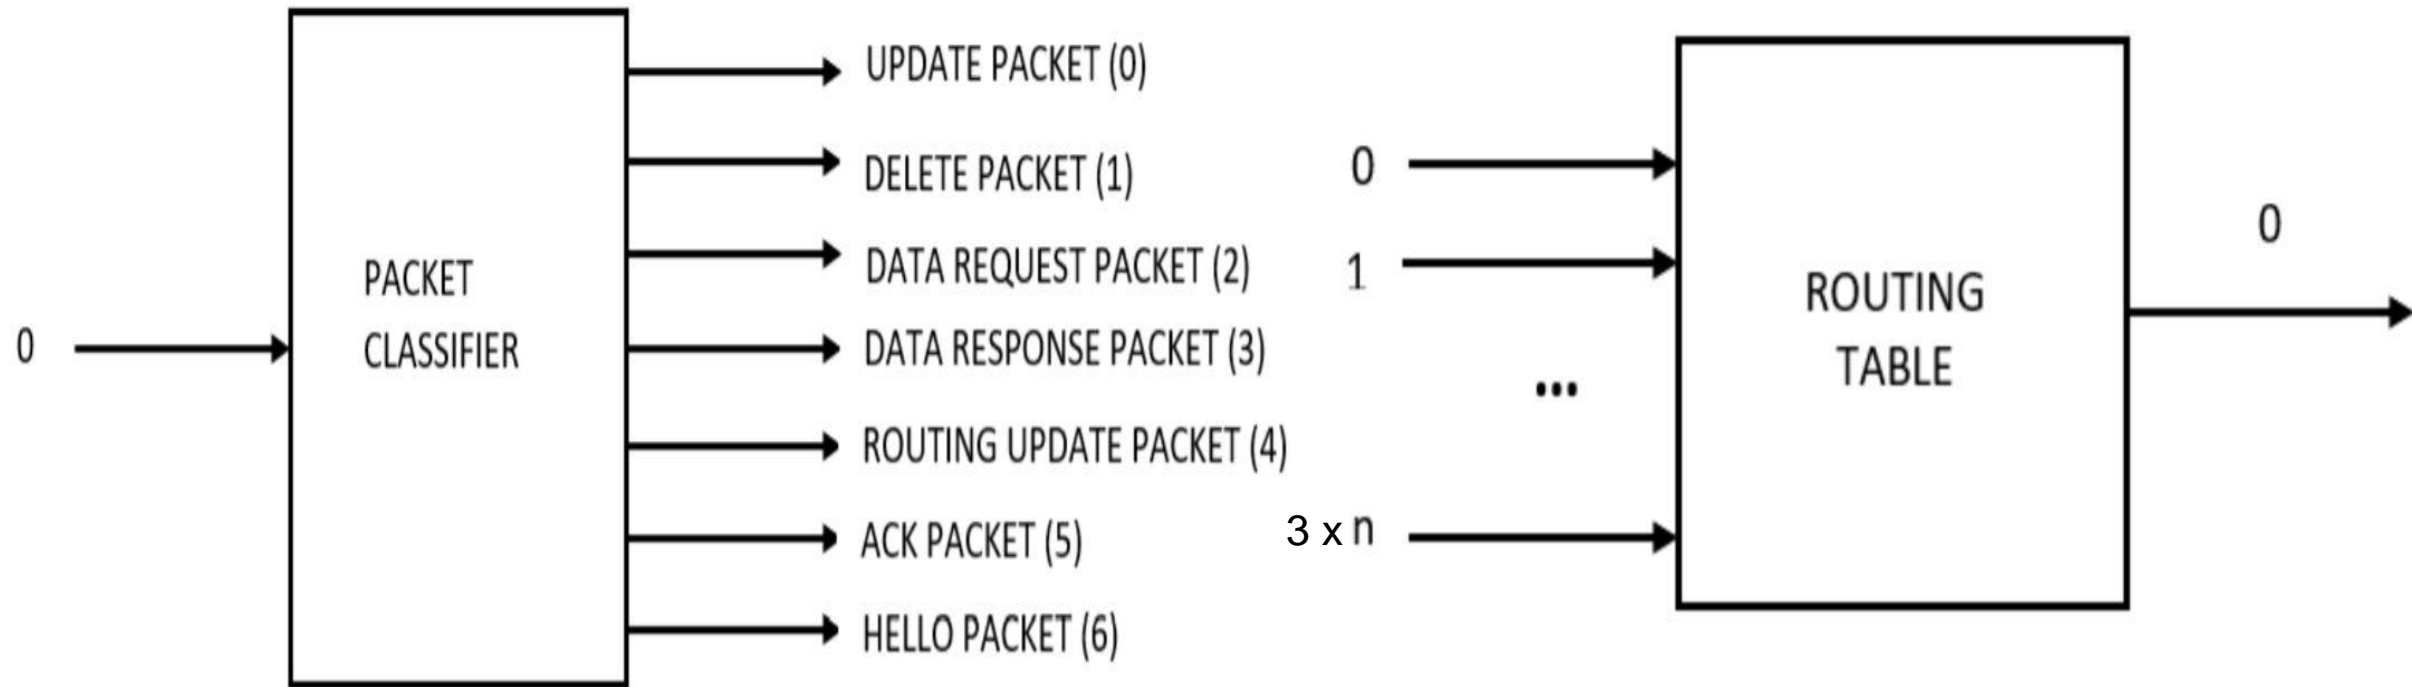 0
PACKET
CLASSIFIER
UPDATE PACKET (0)
DELETE PACKET (1)
DATA REQUEST PACKET (2)
DATA RESPONSE PACKET (3)
ROUTING UPDATE PACKET (4)
ACK PACKET (5)
HELLO PACKET (6)
0
1
...
3 x n
ROUTING
TABLE
0